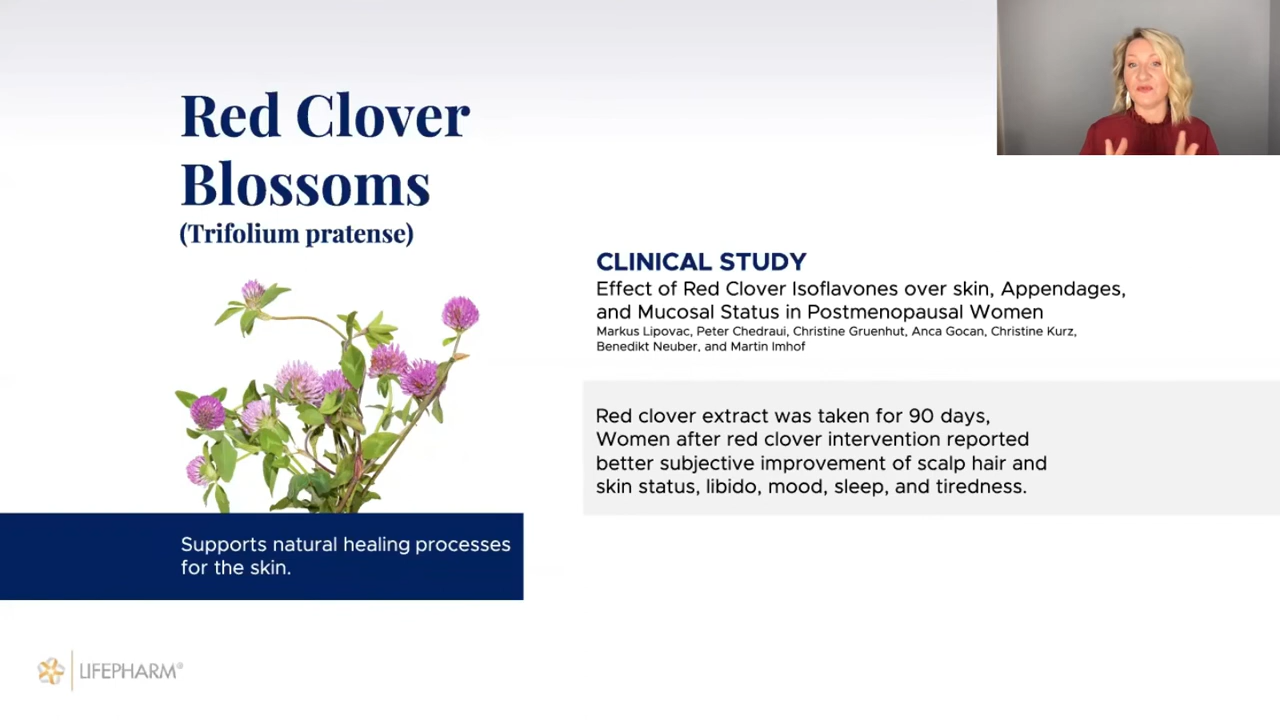 Red Clover
Blossoms
(Trifolium pratense)
CLINICAL STUDY
Effect of Red Clover Isoflavones over skin, Appendages,
and Mucosal Status in Postmenopausal Women
Markus Lipovac, Peter Chedraui, Christine Gruenhut, Anca Gocan, Christine Kurz,
Benedikt Neuber, and Martin Imhof
Red clover extract was taken for 90 days,
Women after red clover intervention reported
better subjective improvement of scalp hair and
skin status, libido, mood, sleep, and tiredness.
Supports natural healing processes
for the skin.
LIFEPHARM®